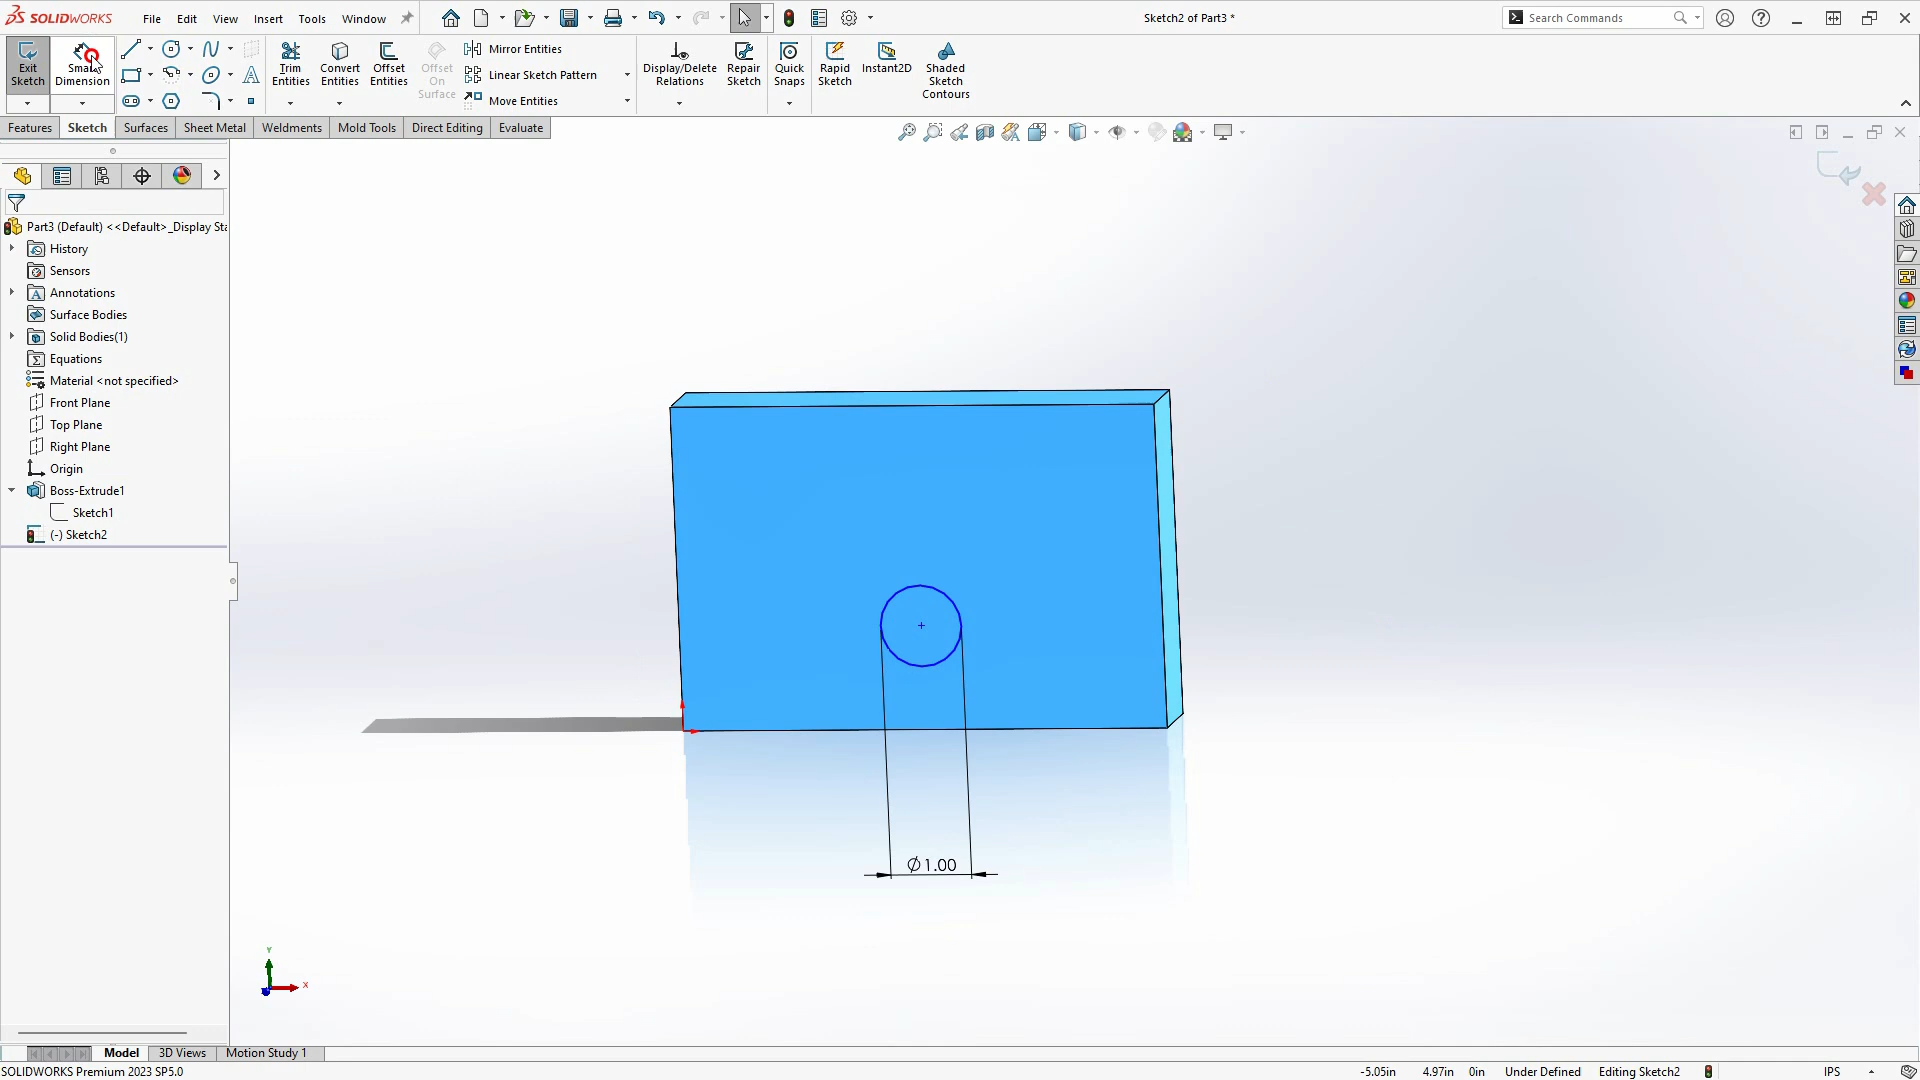 SOLIDWORKS
File Edit View Insert Tools Window
Sketch2 of Part3 *
Search Commands
Exit Sketch
Smart Dimension
Trim Entities
Convert Entities
Offset Entities
Offset On Surface
Mirror Entities
Linear Sketch Pattern
Move Entities
Display/Delete Relations
Repair Sketch
Quick Snaps
Rapid Sketch
Instant2D
Shaded Sketch Contours
Features Sketch Surfaces Sheet Metal Weldments Mold Tools Direct Editing Evaluate
Part3 (Default) <<Default>_Display Sta
History
Sensors
Annotations
Surface Bodies
Solid Bodies(1)
Equations
Material <not specified>
Front Plane
Top Plane
Right Plane
Origin
Boss-Extrude1
Sketch1
(-) Sketch2
∅1.00
Y
X
Model 3D Views Motion Study 1
SOLIDWORKS Premium 2023 SP5.0
-5.05in 4.97in 0in Under Defined Editing Sketch2 IPS